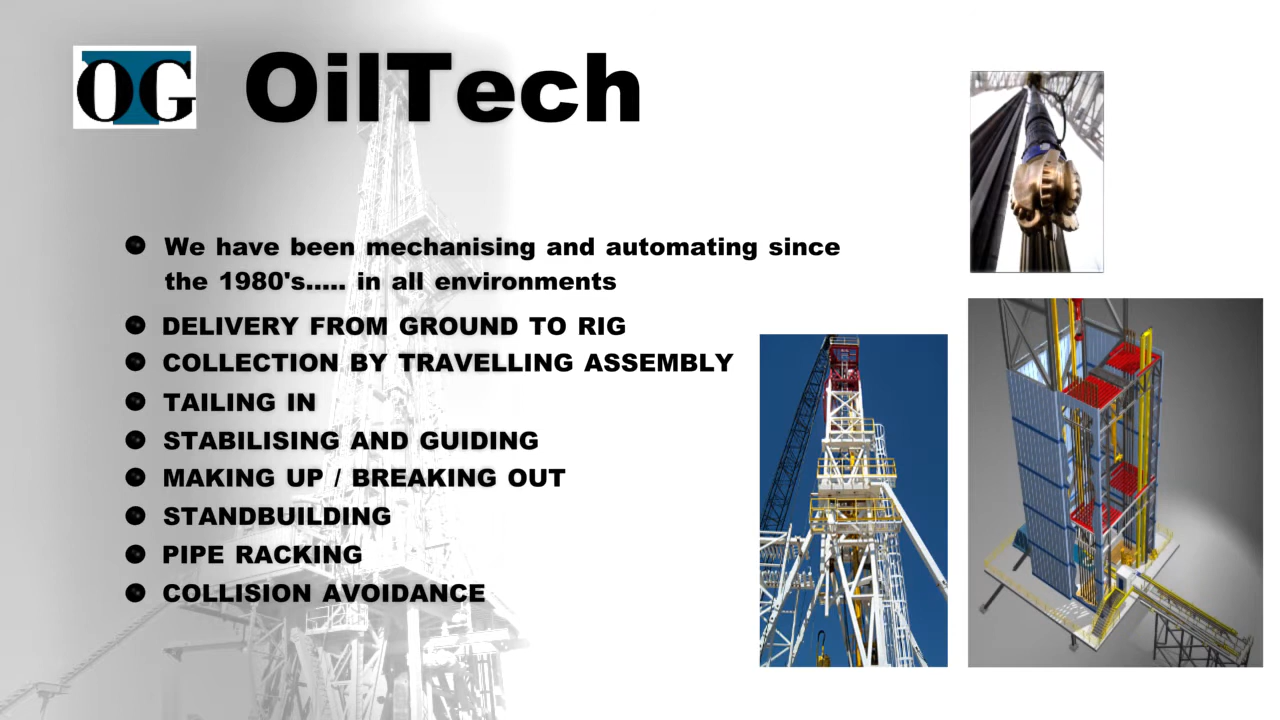 OTG OilTech
We have been mechanising and automating since
the 1980's..... in all environments
DELIVERY FROM GROUND TO RIG
COLLECTION BY TRAVELLING ASSEMBLY
TAILING IN
STABILISING AND GUIDING
MAKING UP / BREAKING OUT
STANDBUILDING
PIPE RACKING
COLLISION AVOIDANCE